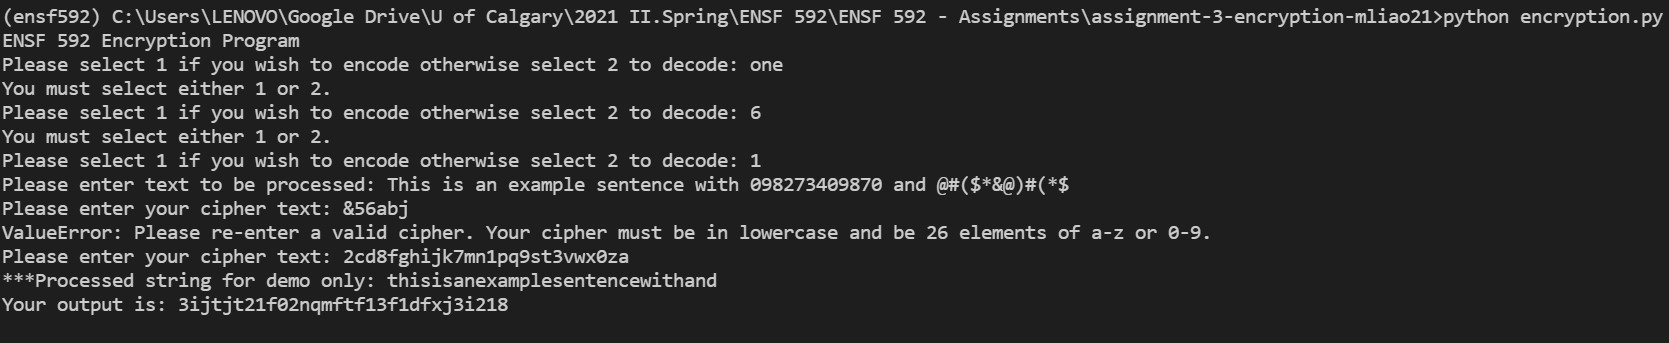 (ensf592) C:\Users\LENOVO\Google Drive\U of Calgary\2021 II.Spring\ENSF 592\ENSF 592 - Assignments\assignment-3-encryption-mliao21>python encryption.py
ENSF 592 Encryption Program
Please select 1 if you wish to encode otherwise select 2 to decode: one
You must select either 1 or 2.
Please select 1 if you wish to encode otherwise select 2 to decode: 6
You must select either 1 or 2.
Please select 1 if you wish to encode otherwise select 2 to decode: 1
Please enter text to be processed: This is an example sentence with 098273409870 and @#($*&@)#(*$
Please enter your cipher text: &56abj
ValueError: Please re-enter a valid cipher. Your cipher must be in lowercase and be 26 elements of a-z or 0-9.
Please enter your cipher text: 2cd8fghijk7mn1pq9st3vwx0za
***Processed string for demo only: thisisanexamplesentencewithand
Your output is: 3ijtjt21f02nqmftf13f1dfxj3i218